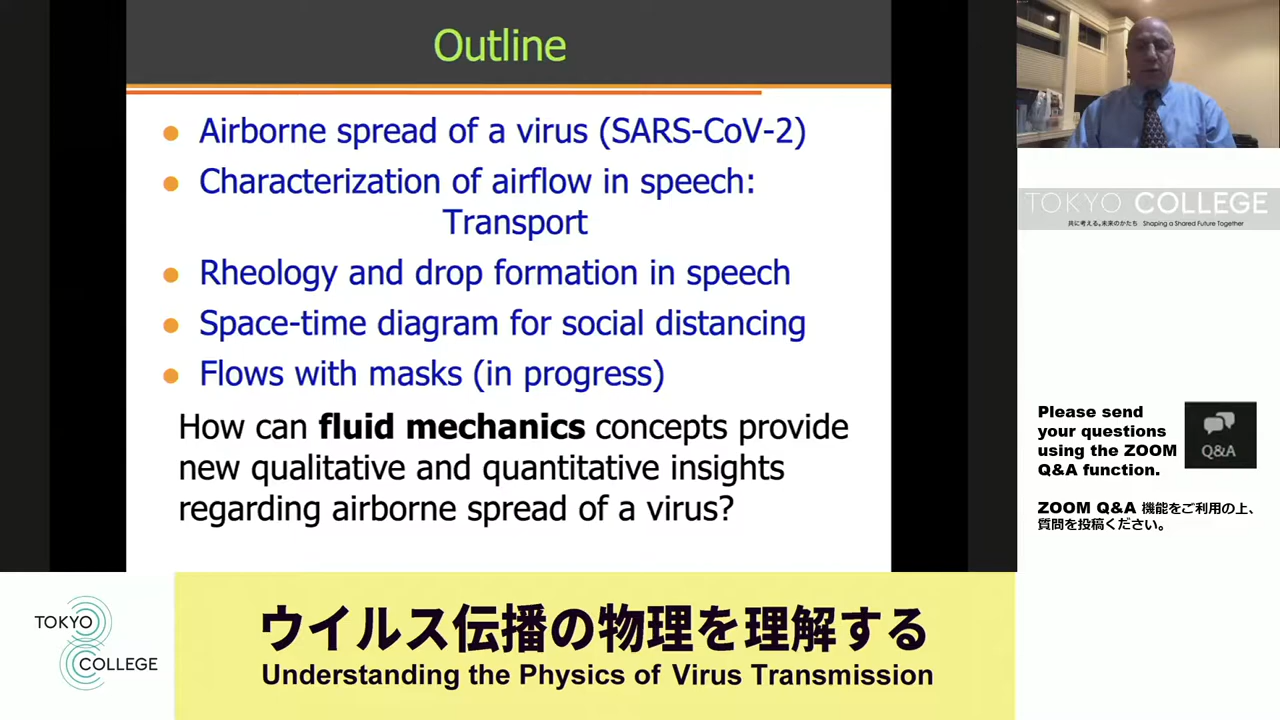 Outline
Airborne spread of a virus (SARS-CoV-2)
Characterization of airflow in speech:
Transport
Rheology and drop formation in speech
Space-time diagram for social distancing
Flows with masks (in progress)
How can fluid mechanics concepts provide
new qualitative and quantitative insights
regarding airborne spread of a virus?
TOKYO COLLEGE
共に考える、未来のかたち Shaping a Shared Future Together
Please send
your questions
using the ZOOM
Q&A function.
Q&A
ZOOM Q&A 機能をご利用の上、
質問を投稿ください。
TOKYO
COLLEGE
ウイルス伝播の物理を理解する
Understanding the Physics of Virus Transmission